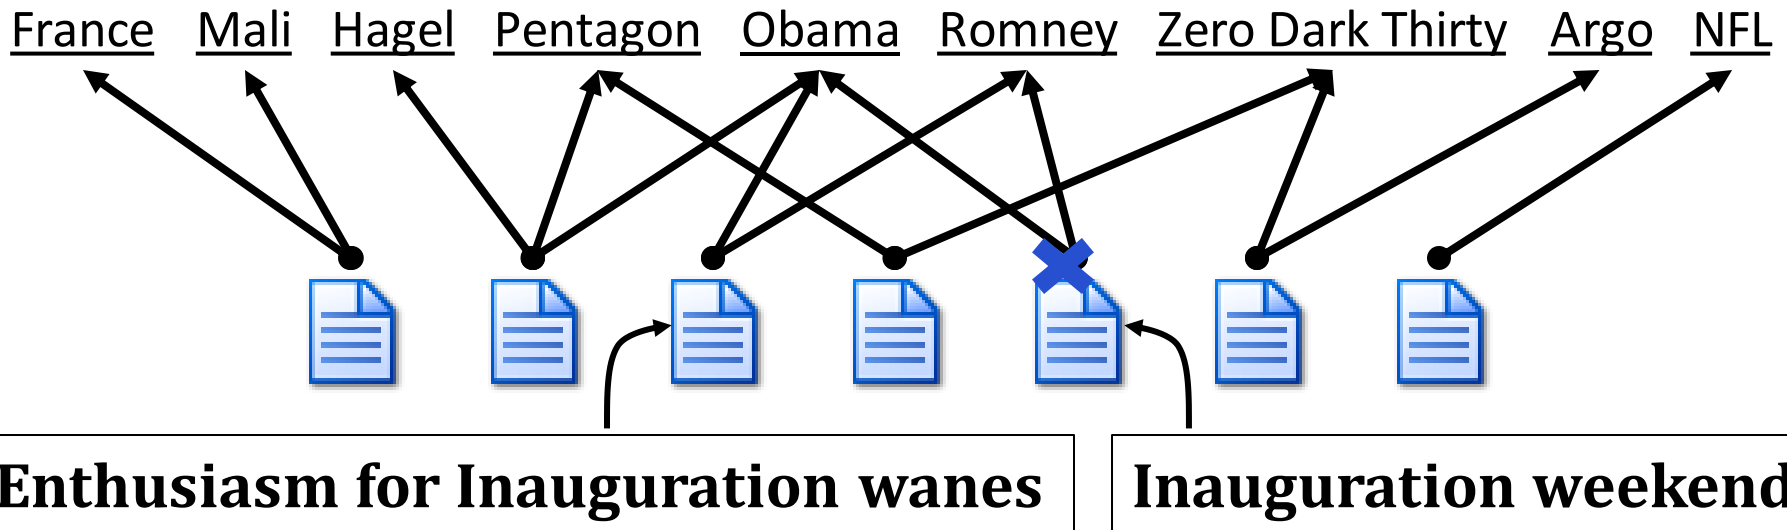 France Mali Hagel Pentagon Obama Romney Zero Dark Thirty Argo NFL
Enthusiasm for Inauguration wanes Inauguration weekend